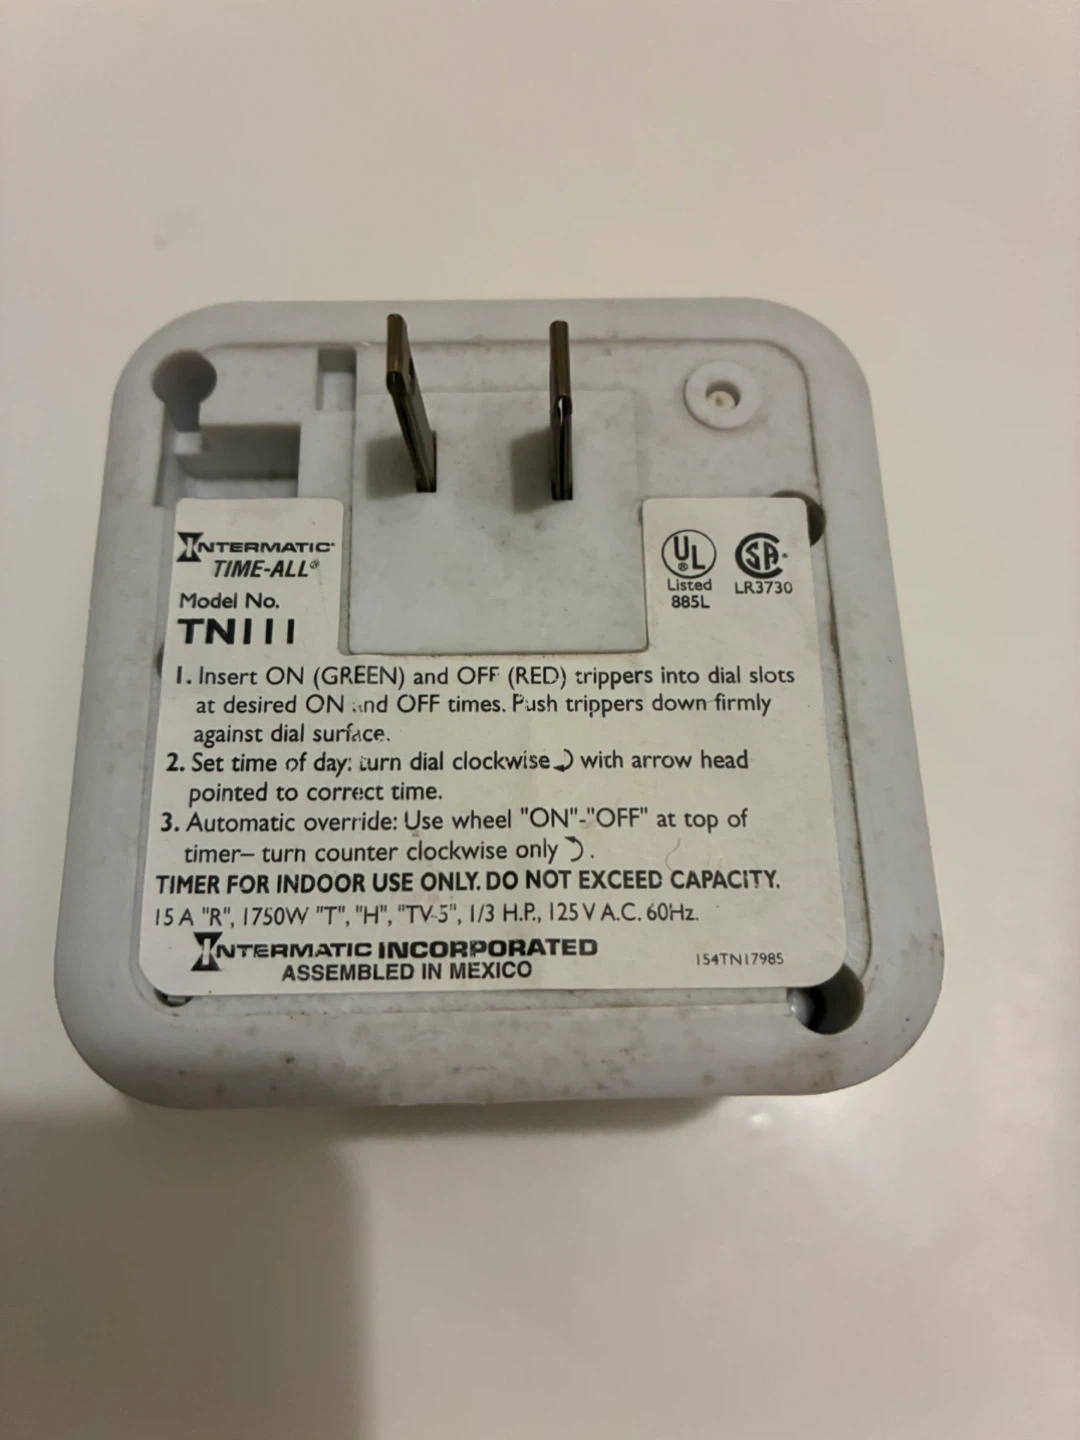 INTERMATIC®
TIME-ALL®
Model No.
TN111
UL
®
Listed
885L
SA®
LR3730
1. Insert ON (GREEN) and OFF (RED) trippers into dial slots
at desired ON and OFF times. Push trippers down firmly
against dial surface.
2. Set time of day: turn dial clockwise with arrow head
pointed to correct time.
3. Automatic override: Use wheel "ON"-"OFF" at top of
timer– turn counter clockwise only .
TIMER FOR INDOOR USE ONLY. DO NOT EXCEED CAPACITY.
15 A "R", 1750W "T", "H", "TV-5", 1/3 H.P., 125 V A.C. 60Hz.
INTERMATIC INCORPORATED
ASSEMBLED IN MEXICO
154TN17985